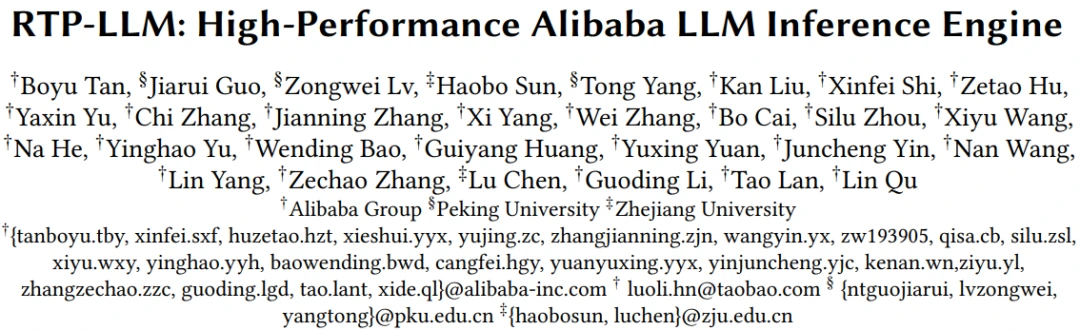 RTP-LLM: High-Performance Alibaba LLM Inference Engine
†Boyu Tan, §Jiarui Guo, §Zongwei Lv, ‡Haobo Sun, §Tong Yang, †Kan Liu, †Xinfei Shi, †Zetao Hu,
†Yaxin Yu, †Chi Zhang, †Jianning Zhang, †Xi Yang, †Wei Zhang, †Bo Cai, †Silu Zhou, †Xiyu Wang,
†Na He, †Yinghao Yu, †Wending Bao, †Guiyang Huang, †Yuxing Yuan, †Juncheng Yin, †Nan Wang,
†Lin Yang, †Zechao Zhang, ‡Lu Chen, †Guoding Li, †Tao Lan, †Lin Qu
†Alibaba Group §Peking University ‡Zhejiang University
†{tanboyu.tby, xinfei.sxf, huzetao.hzt, xieshui.yyx, yujing.zc, zhangjianning.zjn, wangyin.yx, zw193905, qisa.cb, silu.zsl,
xiyu.wxy, yinghao.yyh, baowending.bwd, cangfei.hgy, yuanyuxing.yyx, yinjuncheng.yjc, kenan.wn,ziyu.yl,
zhangzechao.zzc, guoding.lgd, tao.lant, xide.ql}@alibaba-inc.com † luoli.hn@taobao.com § {ntguojiarui, lvzongwei,
yangtong}@pku.edu.cn ‡{haobosun, luchen}@zju.edu.cn